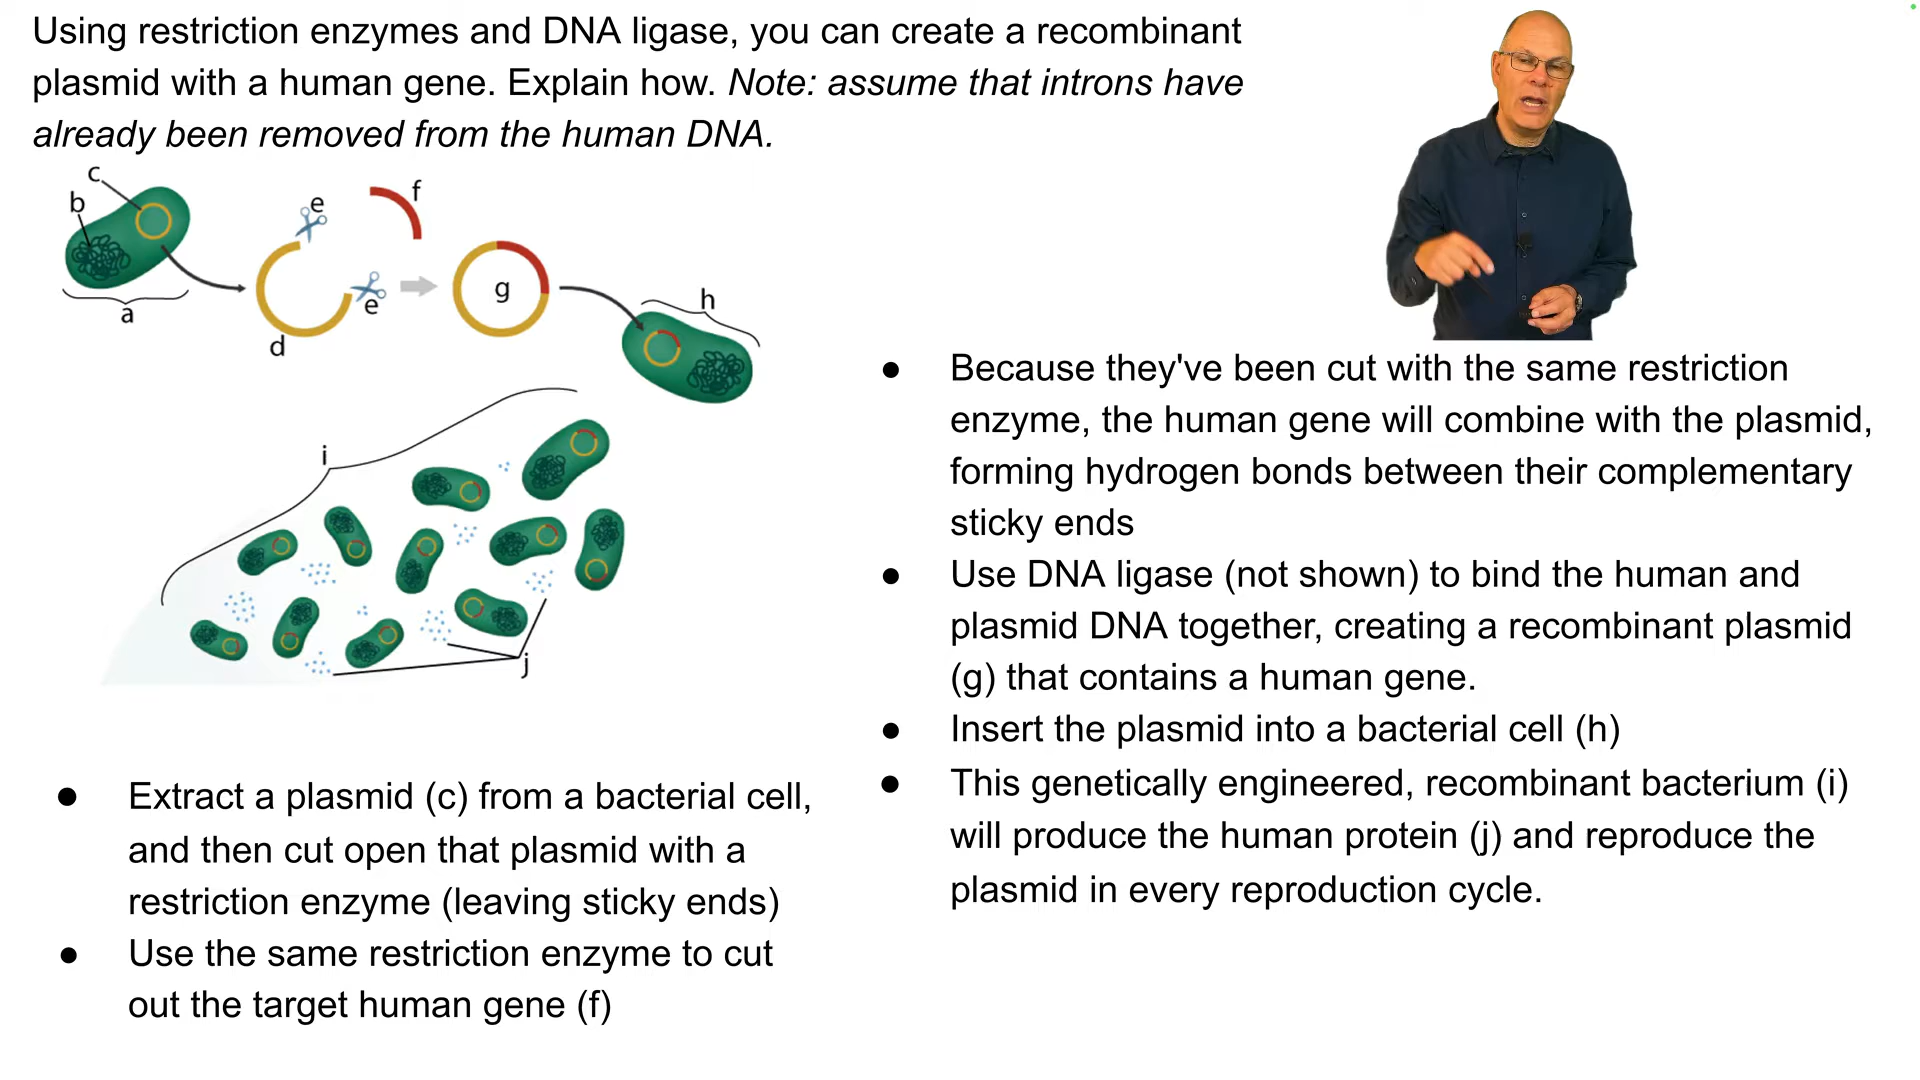 Using restriction enzymes and DNA ligase, you can create a recombinant
plasmid with a human gene. Explain how. Note: assume that introns have
already been removed from the human DNA.
c
b
a
e
e
d
f
g
h
i
j
● Extract a plasmid (c) from a bacterial cell,
and then cut open that plasmid with a
restriction enzyme (leaving sticky ends)
● Use the same restriction enzyme to cut
out the target human gene (f)
● Because they've been cut with the same restriction
enzyme, the human gene will combine with the plasmid,
forming hydrogen bonds between their complementary
sticky ends
● Use DNA ligase (not shown) to bind the human and
plasmid DNA together, creating a recombinant plasmid
(g) that contains a human gene.
● Insert the plasmid into a bacterial cell (h)
● This genetically engineered, recombinant bacterium (i)
will produce the human protein (j) and reproduce the
plasmid in every reproduction cycle.